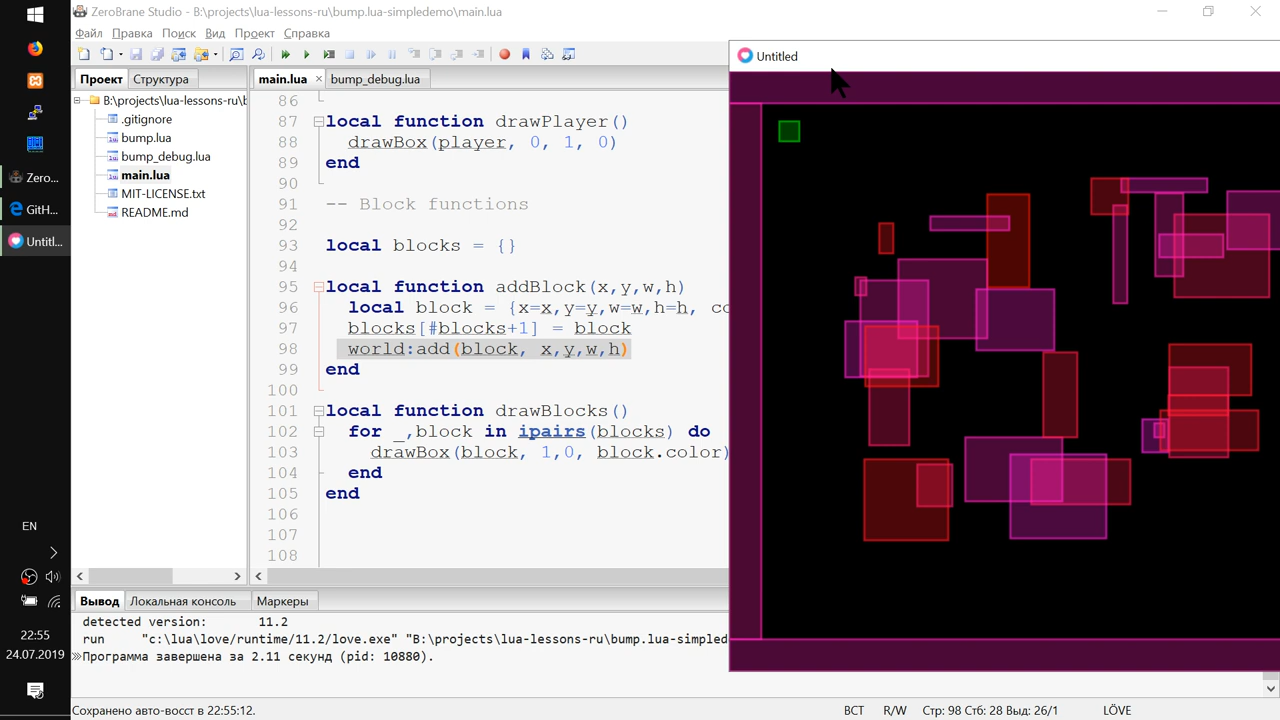 ZeroBrane Studio - B:\projects\lua-lessons-ru\bump.lua-simpledemo\main.lua
Файл Правка Поиск Вид Проект Справка
Проект Структура
main.lua bump_debug.lua
Untitled
B:\projects\lua-lessons-ru\b
.gitignore
bump.lua
bump_debug.lua
main.lua
MIT-LICENSE.txt
README.md
86
87 local function drawPlayer()
88 drawBox(player, 0, 1, 0)
89 end
90
91 -- Block functions
92
93 local blocks = {}
94
95 local function addBlock(x,y,w,h)
96 local block = {x=x,y=y,w=w,h=h, co
97 blocks[#blocks+1] = block
98 world:add(block, x,y,w,h)
99 end
100
101 local function drawBlocks()
102 for _,block in ipairs(blocks) do
103 drawBox(block, 1,0, block.color)
104 end
105 end
106
107
108
Вывод Локальная консоль Маркеры
detected version: 11.2
run "c:\lua\love/runtime/11.2/love.exe" "B:\projects\lua-lessons-ru\bump.lua-simpled
Программа завершена за 2.11 секунд (pid: 10880).
Сохранено авто-восст в 22:55:12.
ВСТ R/W Стр: 98 Стб: 28 Выд: 26/1 LÖVE
Zero...
GitH...
Untitl...
EN
22:55
24.07.2019